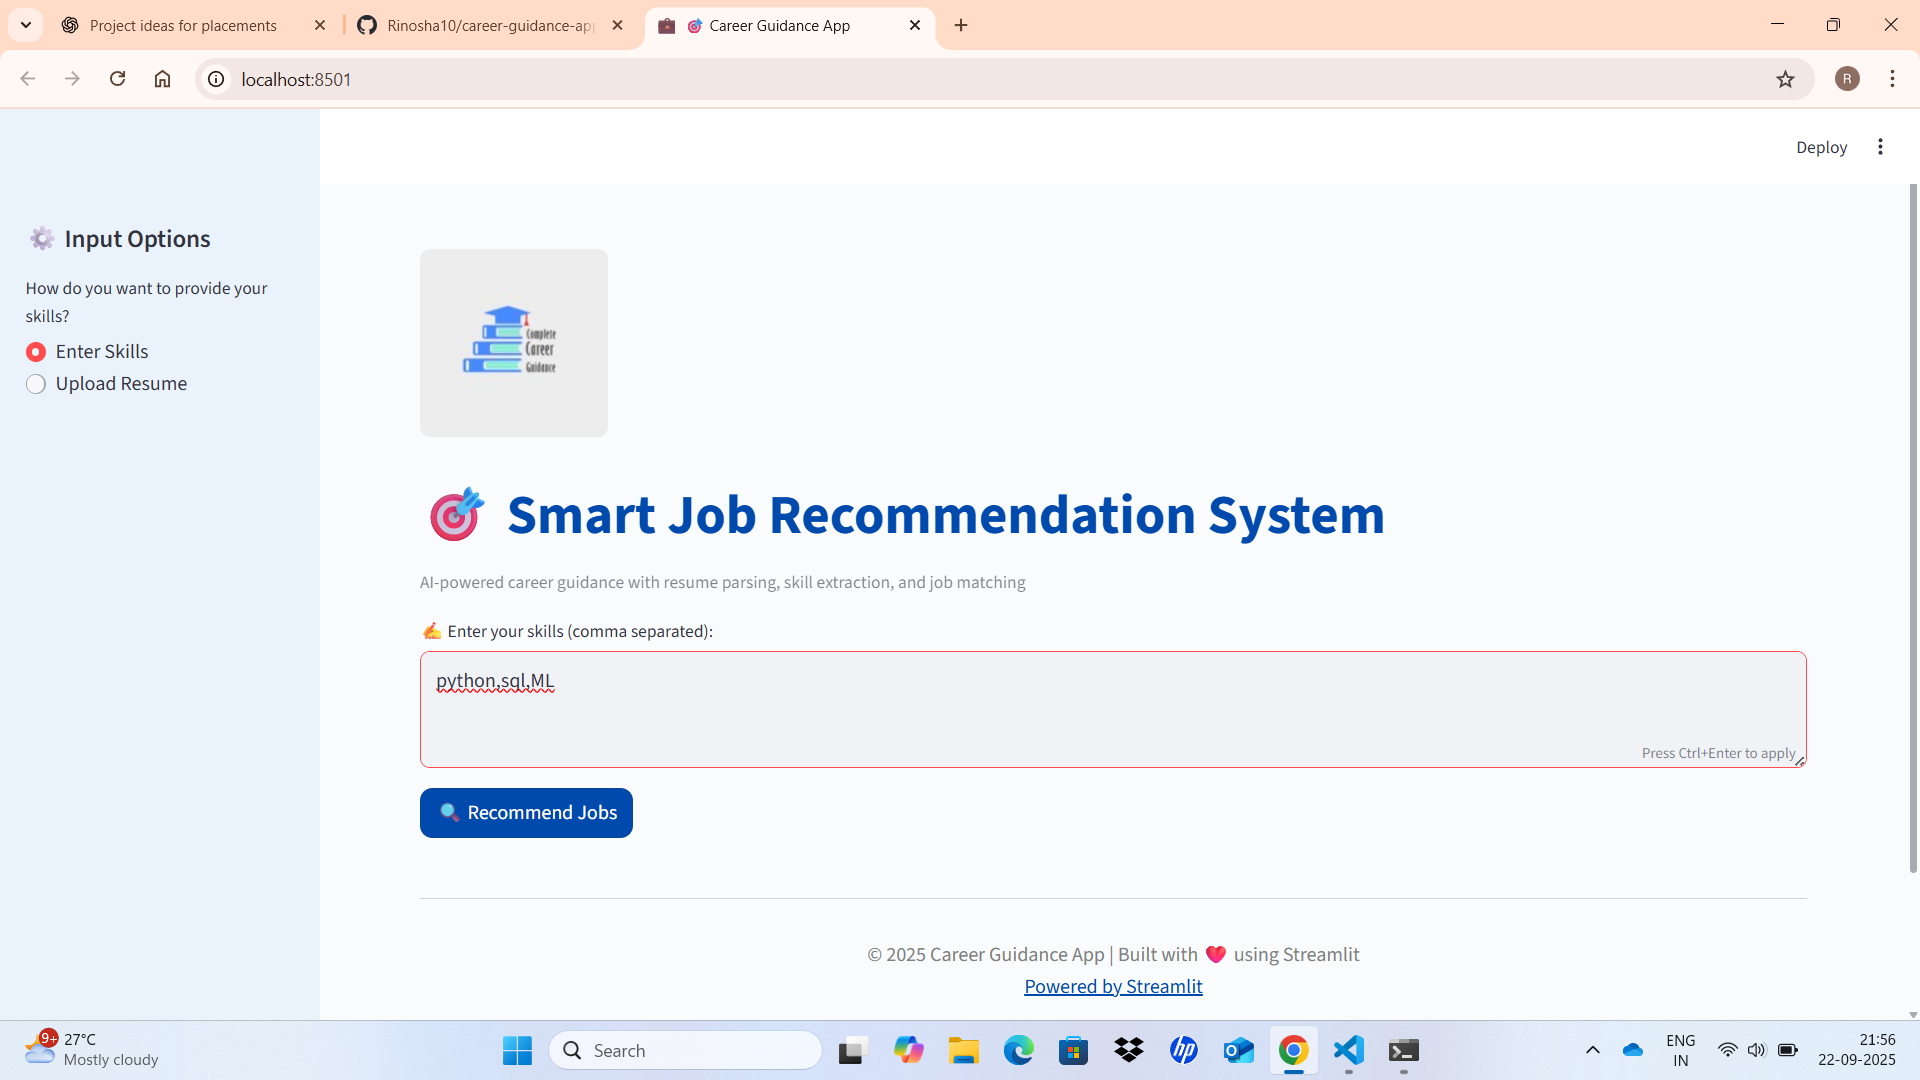 Project ideas for placements
Rinosha10/career-guidance-app
Career Guidance App
localhost:8501
R
Deploy
Input Options
How do you want to provide your
skills?
Enter Skills
Upload Resume
Complete
Career
Guidance
Smart Job Recommendation System
AI-powered career guidance with resume parsing, skill extraction, and job matching
Enter your skills (comma separated):
python,sql,ML
Press Ctrl+Enter to apply
Recommend Jobs
© 2025 Career Guidance App | Built with ❤️ using Streamlit
Powered by Streamlit
9+
27°C
Mostly cloudy
Search
hp
ENG
IN
21:56
22-09-2025